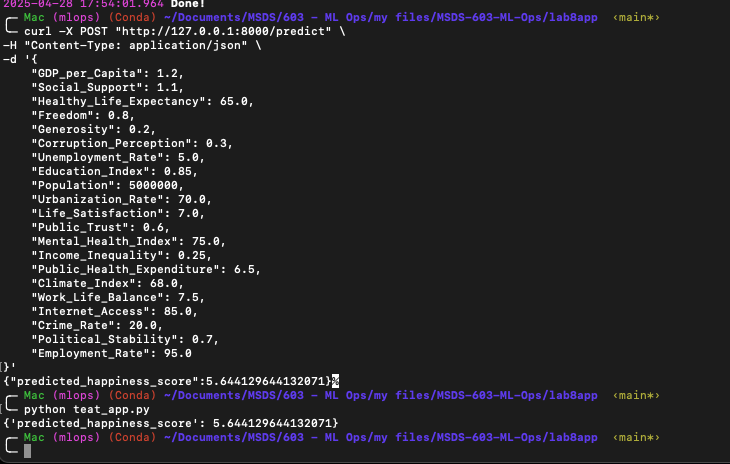 2025-04-28 17:54:01.964 Done!
Mac (mlops) (Conda) ~/Documents/MSDS/603 – ML Ops/my files/MSDS-603-ML-Ops/lab8app ‹main*›
curl -X POST "http://127.0.0.1:8000/predict" \
-H "Content-Type: application/json" \
-d '{
"GDP_per_Capita": 1.2,
"Social_Support": 1.1,
"Healthy_Life_Expectancy": 65.0,
"Freedom": 0.8,
"Generosity": 0.2,
"Corruption_Perception": 0.3,
"Unemployment_Rate": 5.0,
"Education_Index": 0.85,
"Population": 5000000,
"Urbanization_Rate": 70.0,
"Life_Satisfaction": 7.0,
"Public_Trust": 0.6,
"Mental_Health_Index": 75.0,
"Income_Inequality": 0.25,
"Public_Health_Expenditure": 6.5,
"Climate_Index": 68.0,
"Work_Life_Balance": 7.5,
"Internet_Access": 85.0,
"Crime_Rate": 20.0,
"Political_Stability": 0.7,
"Employment_Rate": 95.0
}'
{"predicted_happiness_score":5.644129644132071}%
Mac (mlops) (Conda) ~/Documents/MSDS/603 – ML Ops/my files/MSDS-603-ML-Ops/lab8app ‹main*›
python teat_app.py
{'predicted_happiness_score': 5.644129644132071}
Mac (mlops) (Conda) ~/Documents/MSDS/603 – ML Ops/my files/MSDS-603-ML-Ops/lab8app ‹main*›